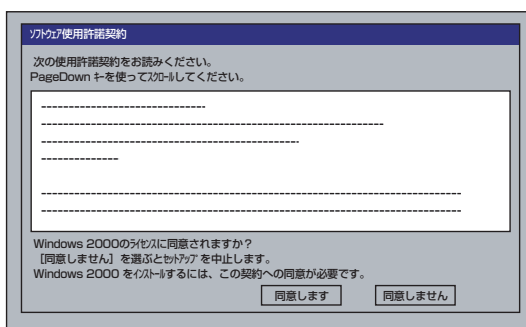 ソフトウェア使用許諾契約
次の使用許諾契約をお読みください。
PageDown キーを使ってスクロールしてください。
Windows 2000のライセンスに同意されますか？
［同意しません］を選ぶとセットアップを中止します。
Windows 2000 をインストールするには、この契約への同意が必要です。
同意します
同意しません